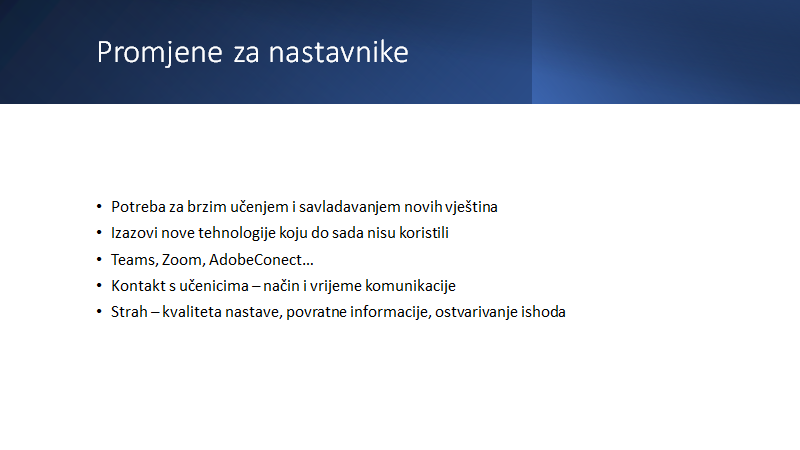 Promjene za nastavnike
• Potreba za brzim učenjem i savladavanjem novih vještina
• Izazovi nove tehnologije koju do sada nisu koristili
• Teams, Zoom, AdobeConect...
• Kontakt s učenicima – način i vrijeme komunikacije
• Strah – kvaliteta nastave, povratne informacije, ostvarivanje ishoda